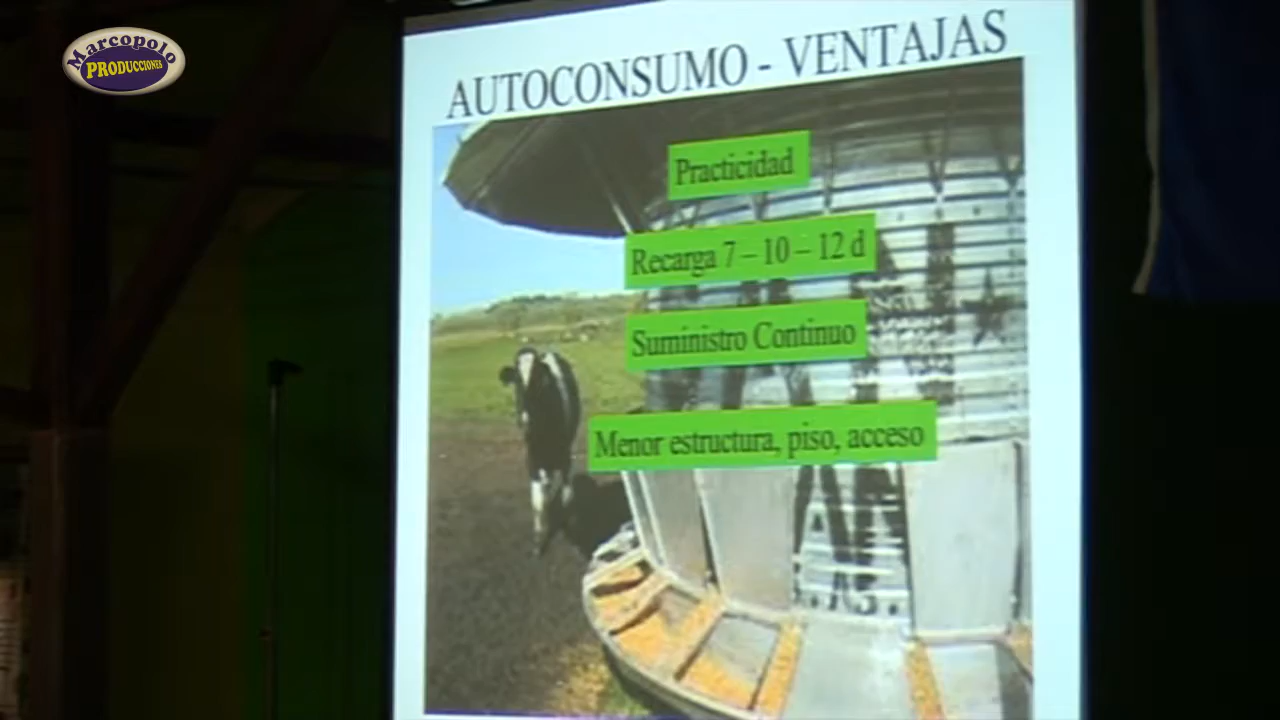 Marcopolo
PRODUCCIONES
AUTOCONSUMO - VENTAJAS
Practicidad
Recarga 7 – 10 – 12 d
Suministro Continuo
Menor estructura, piso, acceso